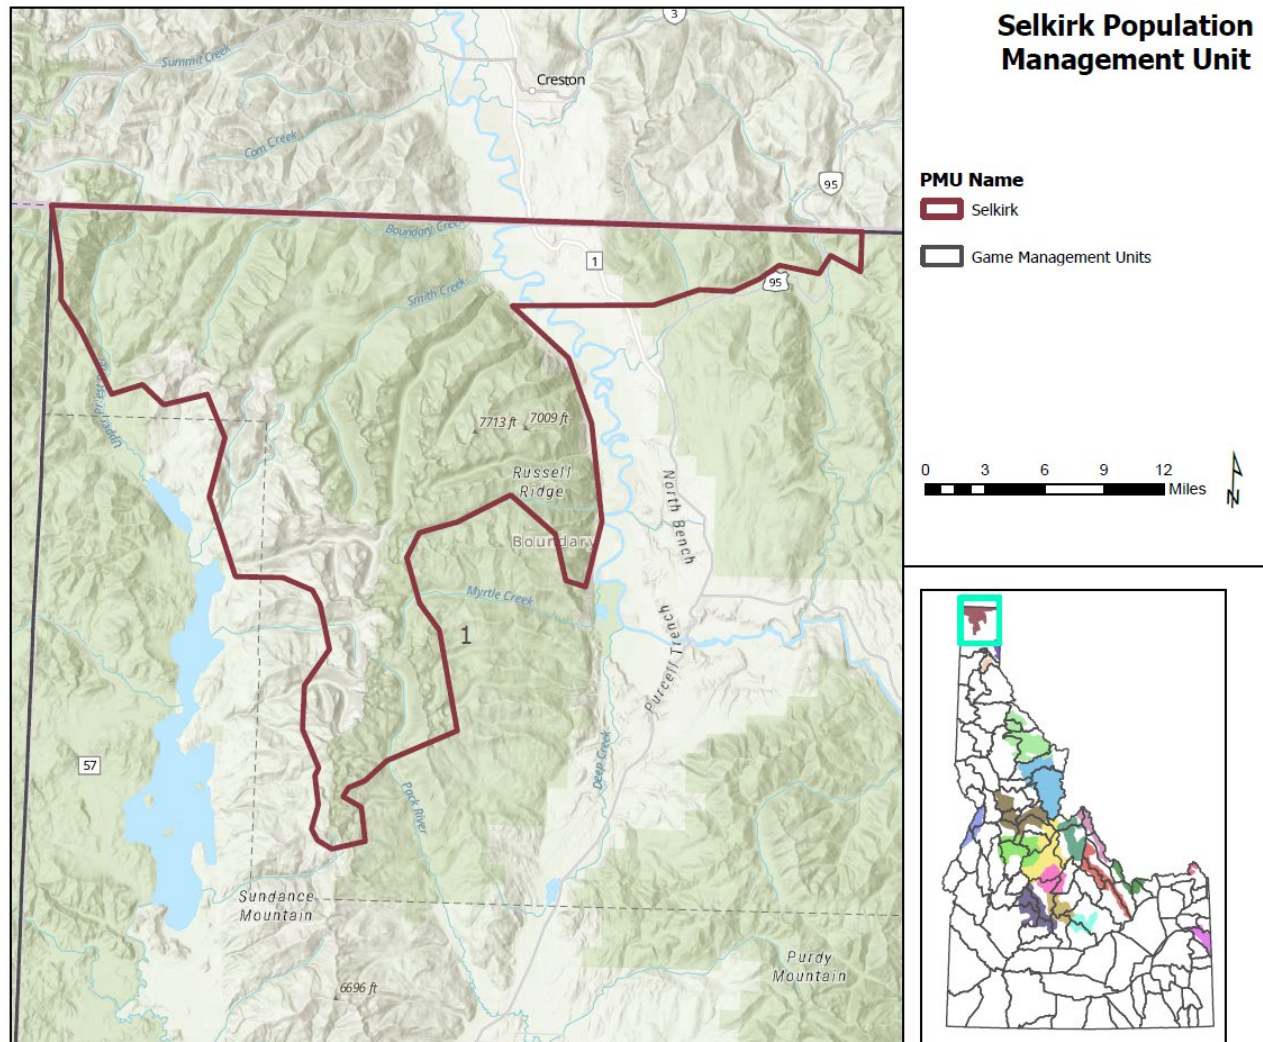 Selkirk Population
Management Unit
PMU Name
Selkirk
Game Management Units
0 3 6 9 12
Miles
N
3
Summit Creek
Creston
Corn Creek
95
Boundary Creek
1
95
Smith Creek
Upper Priest
7713 ft
7009 ft
Russell
Ridge
North Bench
Boundary
Myrtle Creek
1
Purcell Trench
57
Deep Creek
Pack River
Sundance
Mountain
Purdy
Mountain
6696 ft